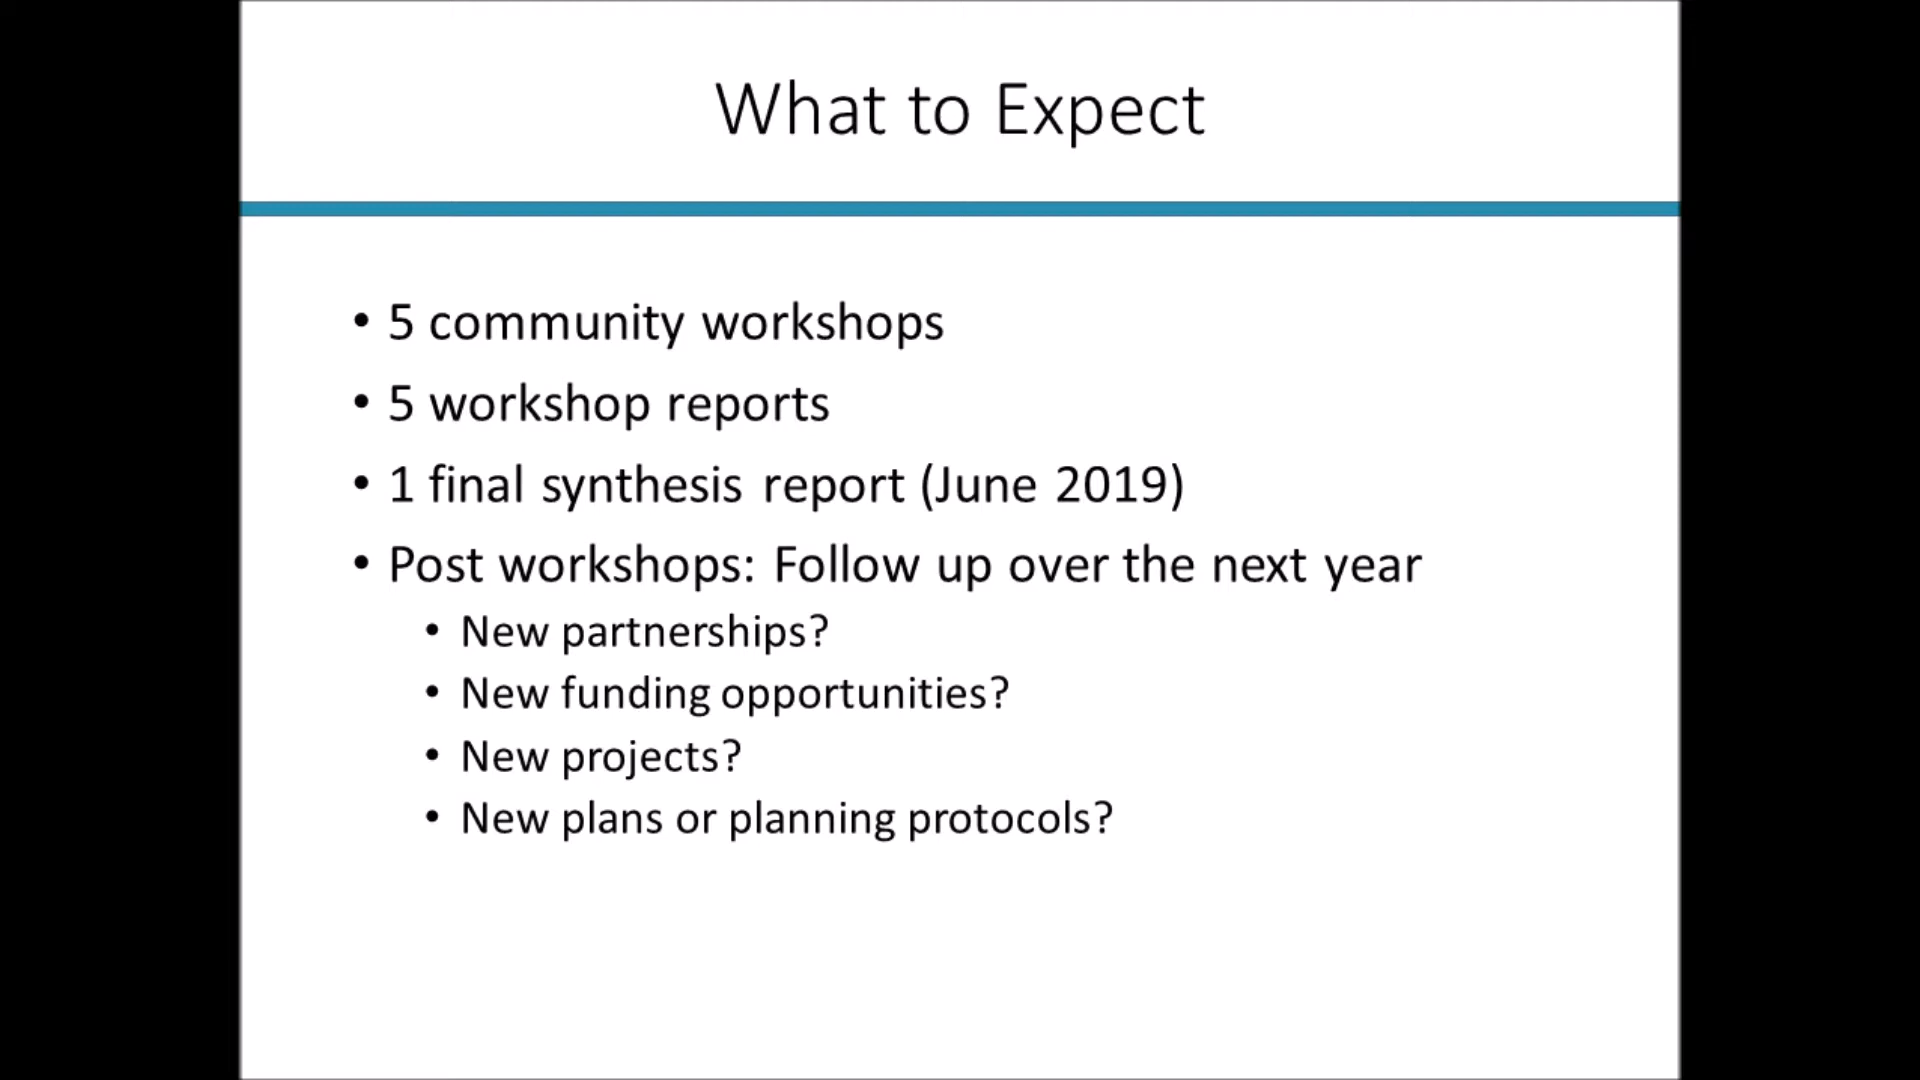 What to Expect
• 5 community workshops
• 5 workshop reports
• 1 final synthesis report (June 2019)
• Post workshops: Follow up over the next year
• New partnerships?
• New funding opportunities?
• New projects?
• New plans or planning protocols?